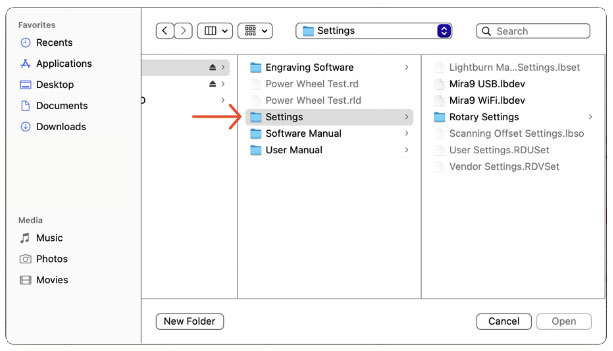 Favorites
Recents
Applications
Desktop
Documents
Downloads
Media
Music
Photos
Movies
Settings
Search
Engraving Software
Power Wheel Test.rd
Power Wheel Test.rld
Settings
Software Manual
User Manual
Lightburn Ma...Settings.lbset
Mira9 USB.lbdev
Mira9 WiFi.lbdev
Rotary Settings
Scanning Offset Settings.lbso
User Settings.RDUSet
Vendor Settings.RDVSet
New Folder
Cancel
Open